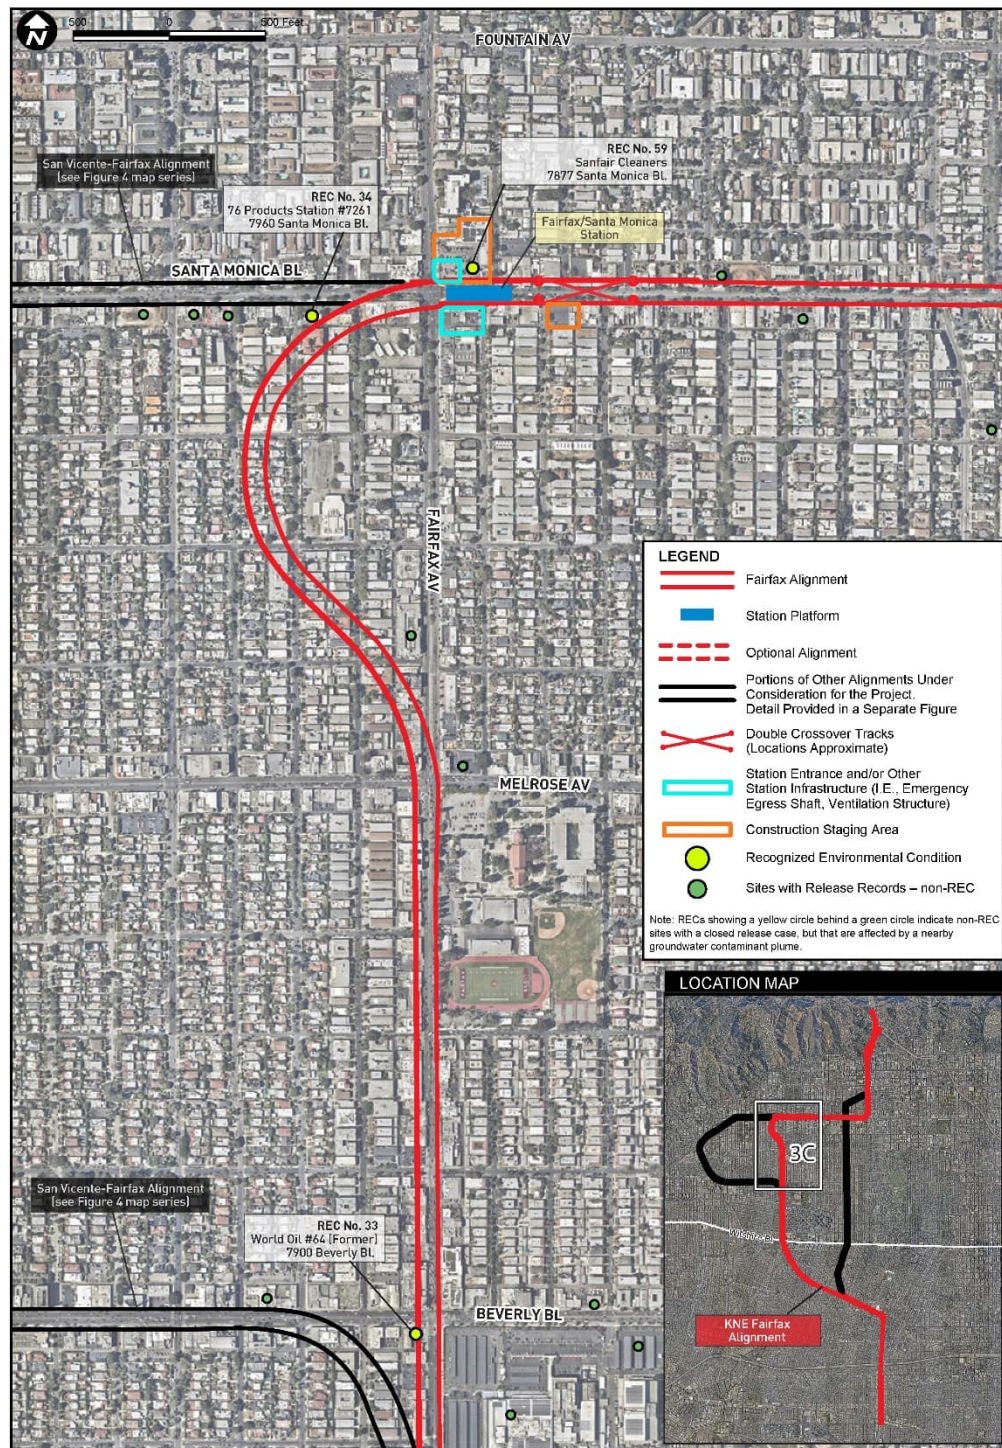 N
500
0
500 Feet
FOUNTAIN AV
San Vicente-Fairfax Alignment
(see Figure 4 map series)
REC No. 34
76 Products Station #7261
7960 Santa Monica Bl.
REC No. 59
Sanfair Cleaners
7877 Santa Monica Bl.
Fairfax/Santa Monica
Station
SANTA MONICA BL
FAIRFAX AV
MELROSE AV
LEGEND
Fairfax Alignment
Station Platform
Optional Alignment
Portions of Other Alignments Under
Consideration for the Project.
Detail Provided in a Separate Figure
Double Crossover Tracks
(Locations Approximate)
Station Entrance and/or Other
Station Infrastructure (I.E., Emergency
Egress Shaft, Ventilation Structure)
Construction Staging Area
Recognized Environmental Condition
Sites with Release Records – non-REC
Note: RECs showing a yellow circle behind a green circle indicate non-REC
sites with a closed release case, but that are affected by a nearby
groundwater contaminant plume.
San Vicente-Fairfax Alignment
(see Figure 4 map series)
REC No. 33
World Oil #64 (Former)
7900 Beverly Bl.
BEVERLY BL
LOCATION MAP
3C
Wilshire Bl
KNE Fairfax
Alignment